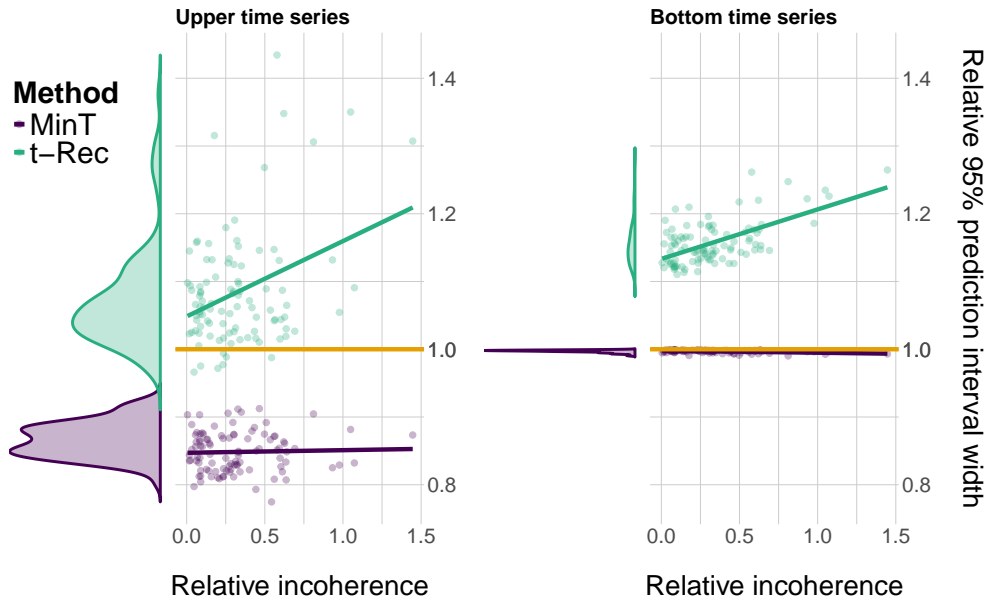 Upper time series
Bottom time series
Method
MinT
t−Rec
1.4
1.2
1.0
0.8
1.4
1.2
1.0
0.8
0.0 0.5 1.0 1.5
0.0 0.5 1.0 1.5
Relative incoherence
Relative incoherence
Relative 95% prediction interval width